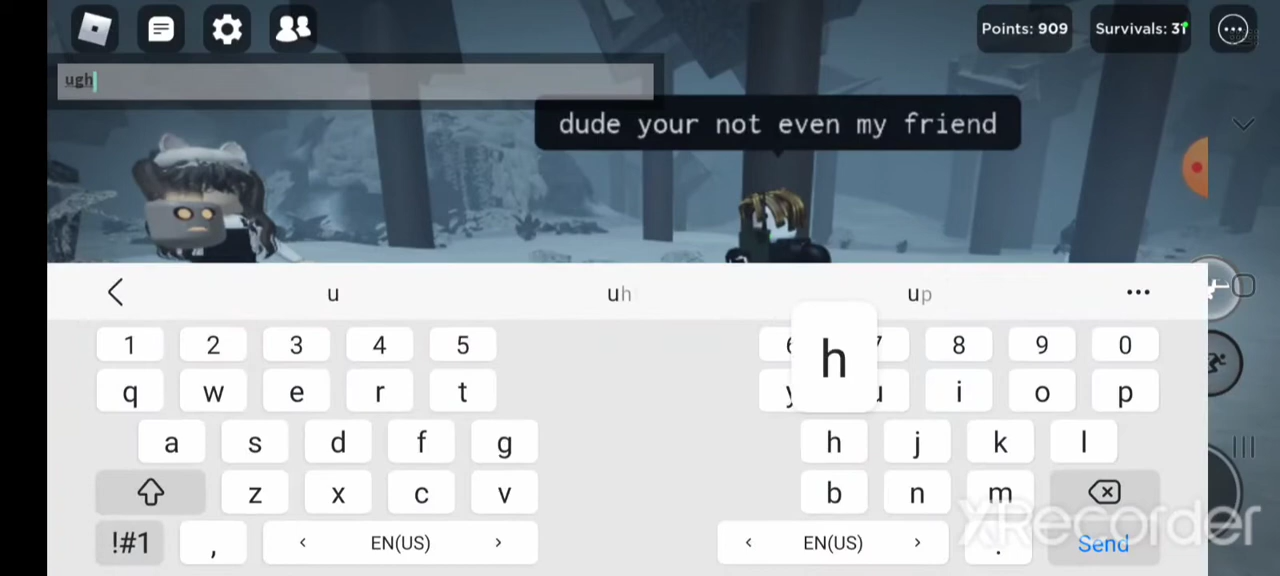 Points: 909
Survivals: 31
ugh
dude your not even my friend
u uh up
1 2 3 4 5 8 9 0
h
q w e r t i o p
a s d f g h j k l
z x c v b n m
!#1 , < EN(US) > < EN(US) > . Send
XRecorder